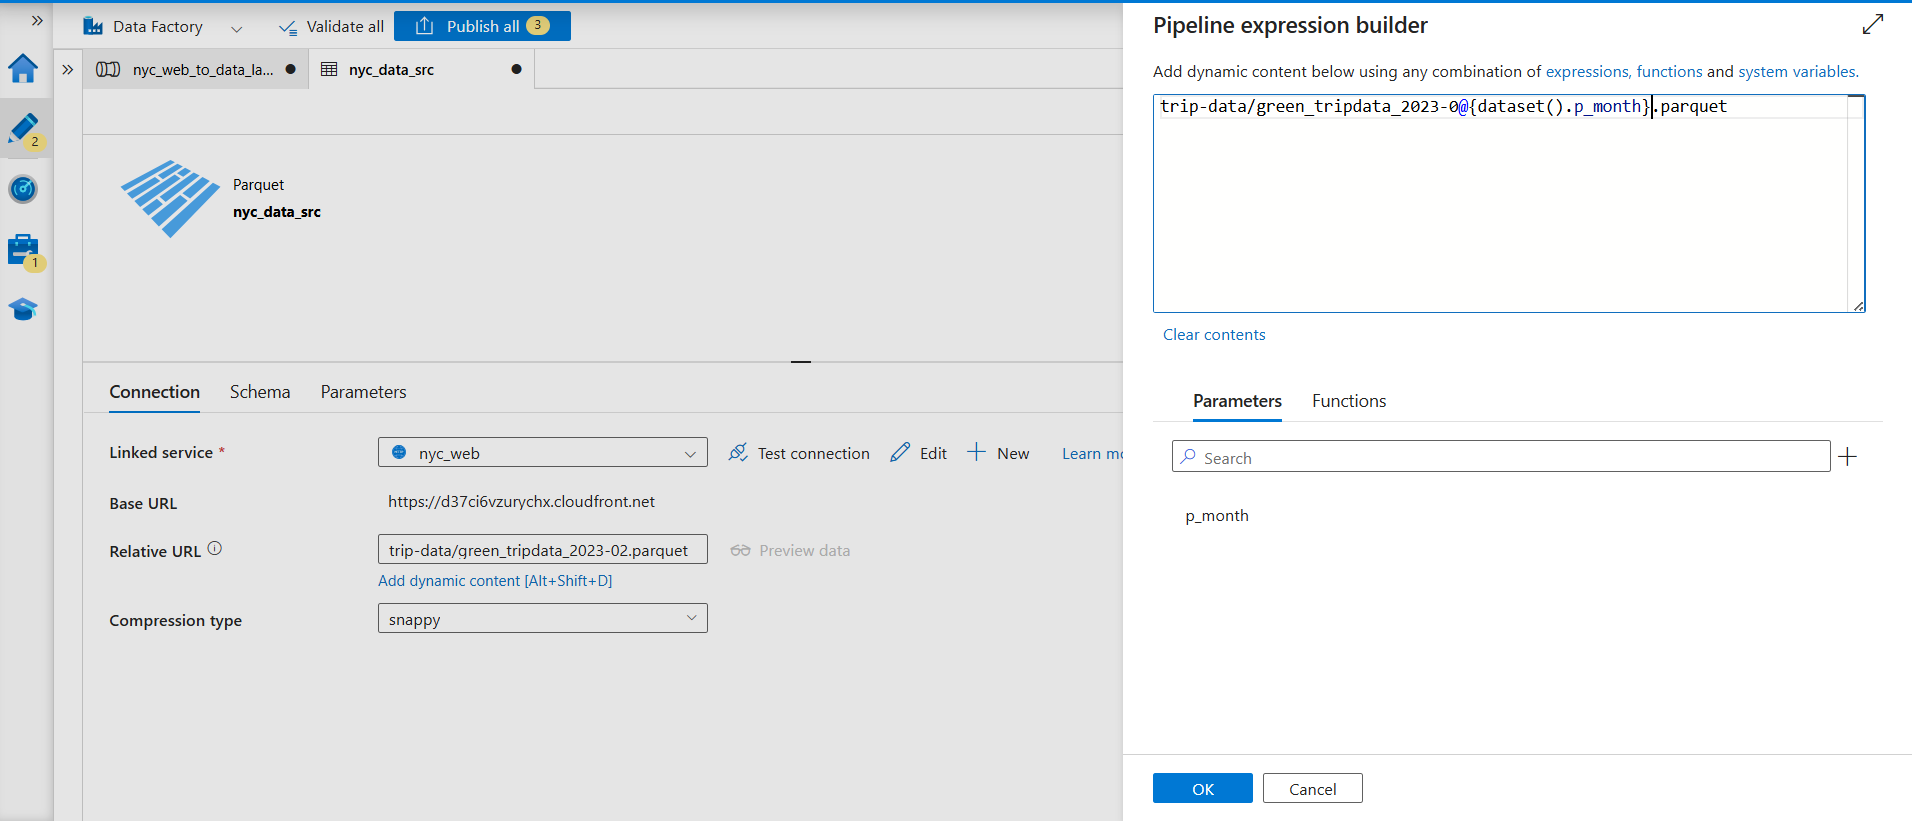 Data Factory
Validate all
Publish all 3
nyc_web_to_data_la...
nyc_data_src
2
1
Parquet
nyc_data_src
Connection
Schema
Parameters
Linked service *
nyc_web
Test connection
Edit
New
Learn mo
Base URL
https://d37ci6vzurychx.cloudfront.net
Relative URL
trip-data/green_tripdata_2023-02.parquet
Preview data
Add dynamic content [Alt+Shift+D]
Compression type
snappy
Pipeline expression builder
Add dynamic content below using any combination of expressions, functions and system variables.
trip-data/green_tripdata_2023-0@{dataset().p_month}.parquet
Clear contents
Parameters
Functions
Search
p_month
OK
Cancel